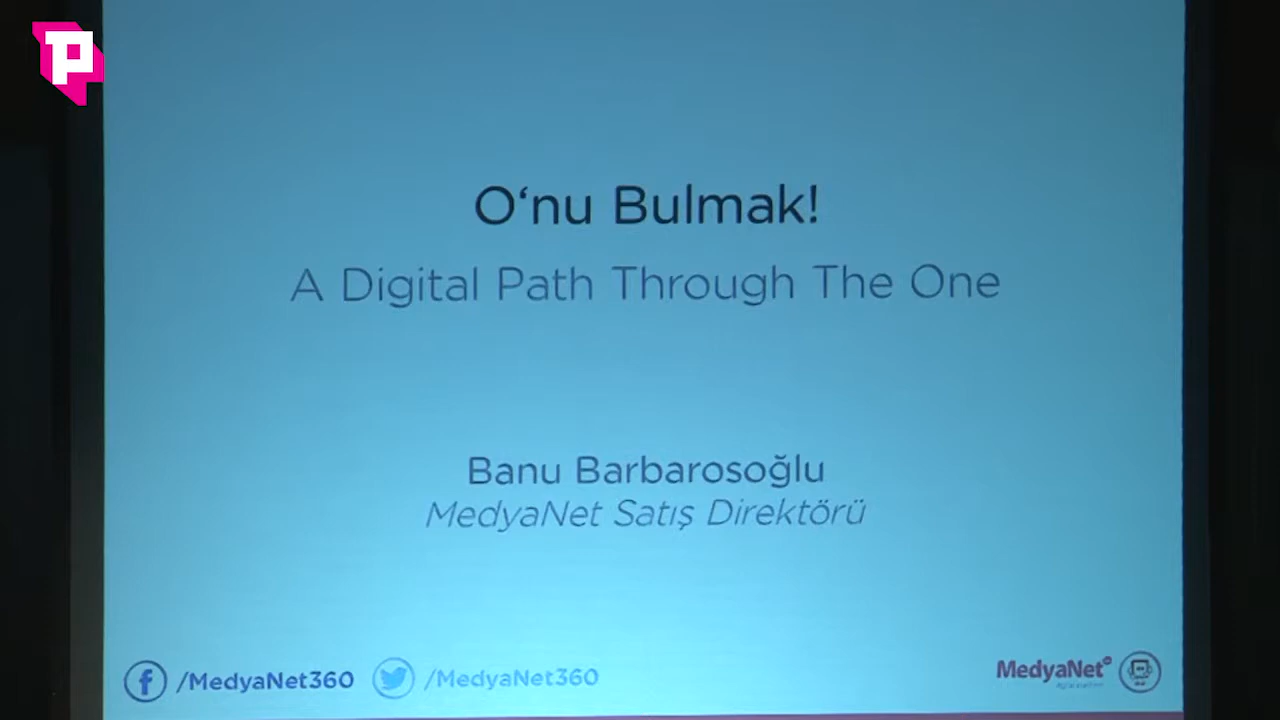 O‘nu Bulmak!
A Digital Path Through The One
Banu Barbarosoğlu
MedyaNet Satış Direktörü
/MedyaNet360
/MedyaNet360
MedyaNet